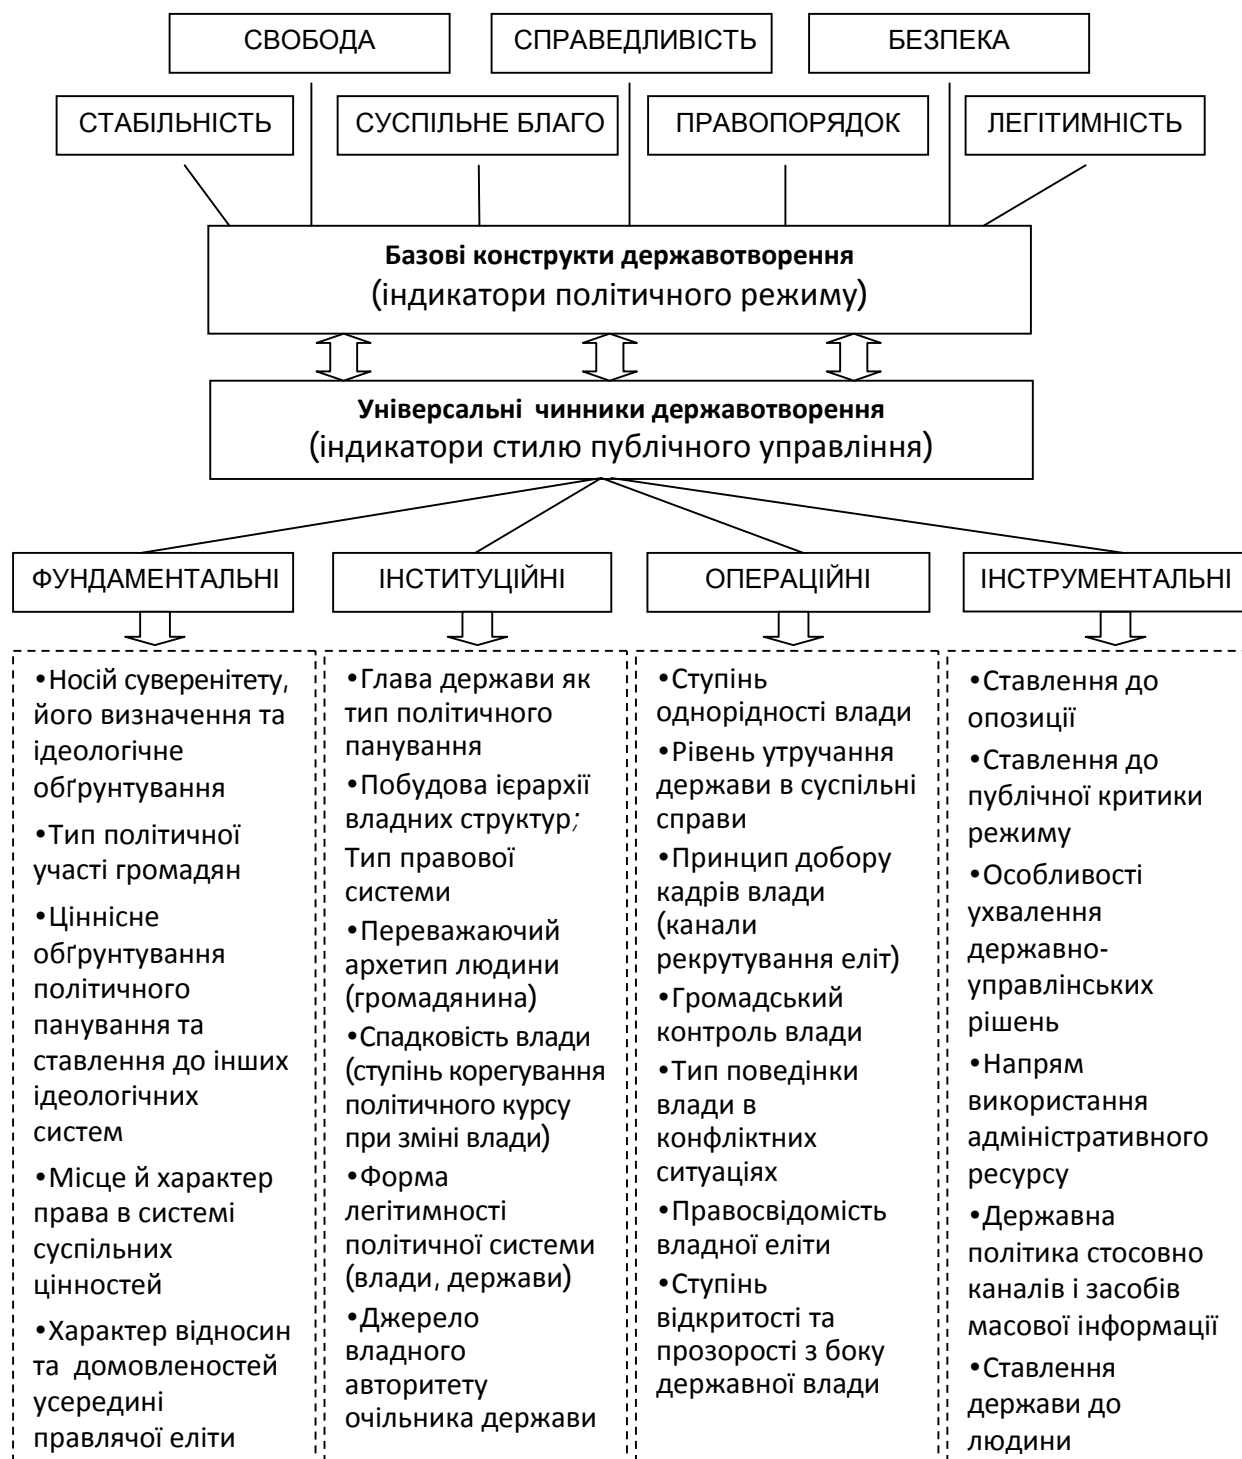 СВОБОДА
СПРАВЕДЛИВІСТЬ
БЕЗПЕКА
СТАБІЛЬНІСТЬ
СУСПІЛЬНЕ БЛАГО
ПРАВОПОРЯДОК
ЛЕГІТИМНІСТЬ
Базові конструкти державотворення
(індикатори політичного режиму)
Універсальні чинники державотворення
(індикатори стилю публічного управління)
ФУНДАМЕНТАЛЬНІ
ІНСТИТУЦІЙНІ
ОПЕРАЦІЙНІ
ІНСТРУМЕНТАЛЬНІ
•Носій суверенітету,
його визначення та
ідеологічне
обґрунтування
•Тип політичної
участі громадян
•Ціннісне
обґрунтування
політичного
панування та
ставлення до інших
ідеологічних
систем
•Місце й характер
права в системі
суспільних
цінностей
•Характер відносин
та домовленостей
усередині
правлячої еліти
•Глава держави як
тип політичного
панування
•Побудова ієрархії
владних структур;
Тип правової
системи
•Переважаючий
архетип людини
(громадянина)
•Спадковість влади
(ступінь корегування
політичного курсу
при зміні влади)
•Форма
легітимності
політичної системи
(влади, держави)
•Джерело
владного
авторитету
очільника держави
•Ступінь
однорідності влади
•Рівень утручання
держави в суспільні
справи
•Принцип добору
кадрів влади
(канали
рекрутування еліт)
•Громадський
контроль влади
•Тип поведінки
влади в
конфліктних
ситуаціях
•Правосвідомість
владної еліти
•Ступінь
відкритості та
прозорості з боку
державної влади
•Ставлення до
опозиції
•Ставлення до
публічної критики
режиму
•Особливості
ухвалення
державно-
управлінських
рішень
•Напрям
використання
адміністративного
ресурсу
•Державна
політика стосовно
каналів і засобів
масової інформації
•Ставлення
держави до
людини